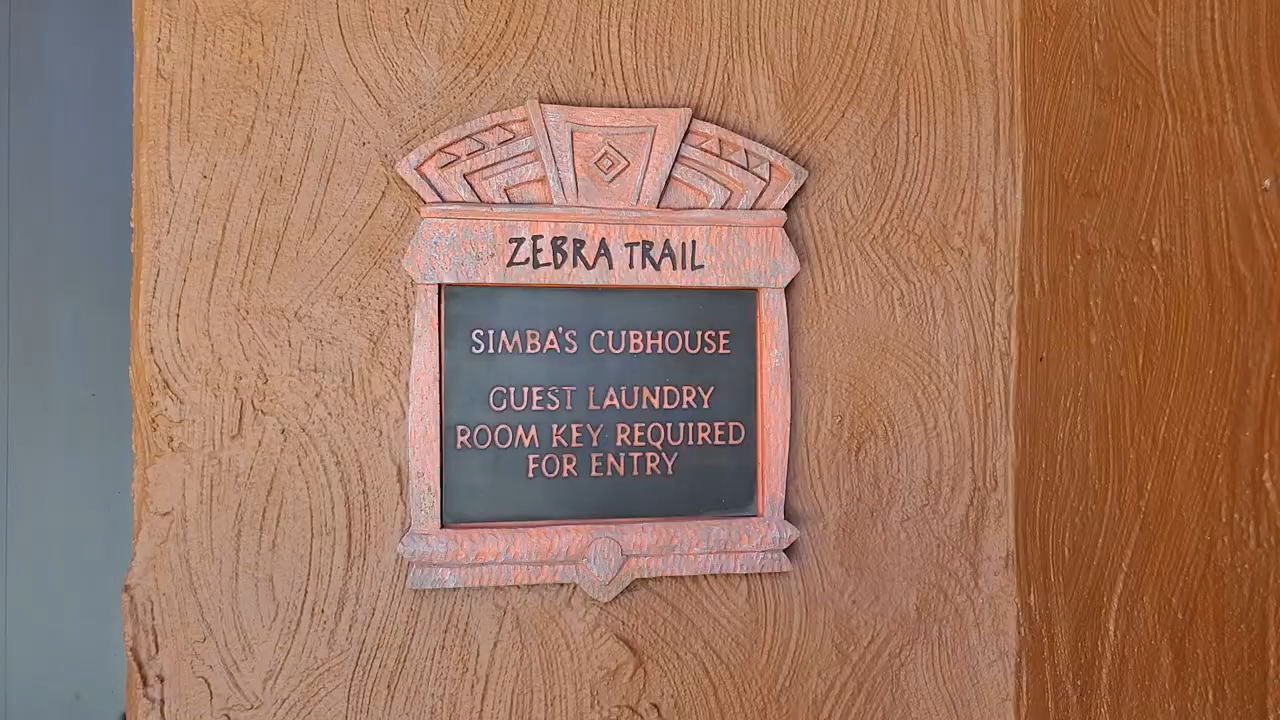 ZEBRA TRAIL
SIMBA'S CUBHOUSE
GUEST LAUNDRY
ROOM KEY REQUIRED
FOR ENTRY